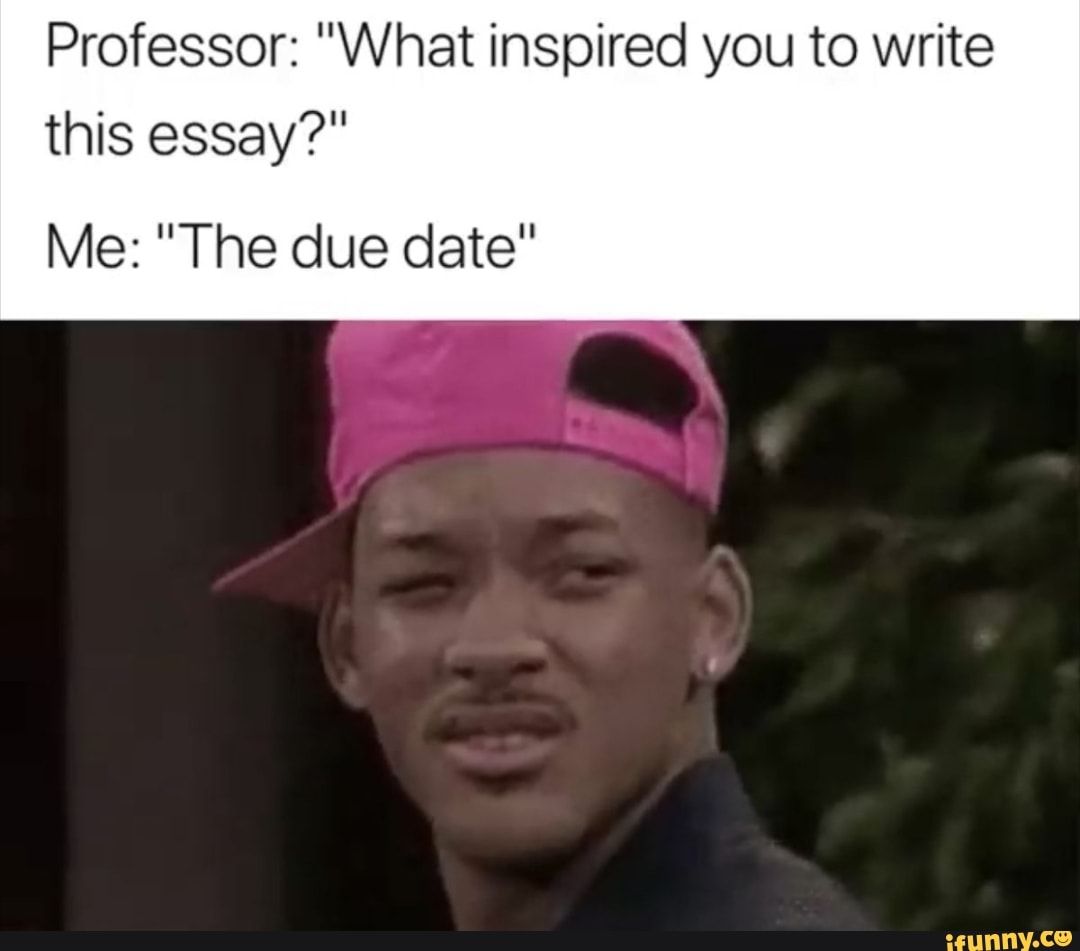 Professor: "What inspired you to write
this essay?"
Me: "The due date"
ifunny.co